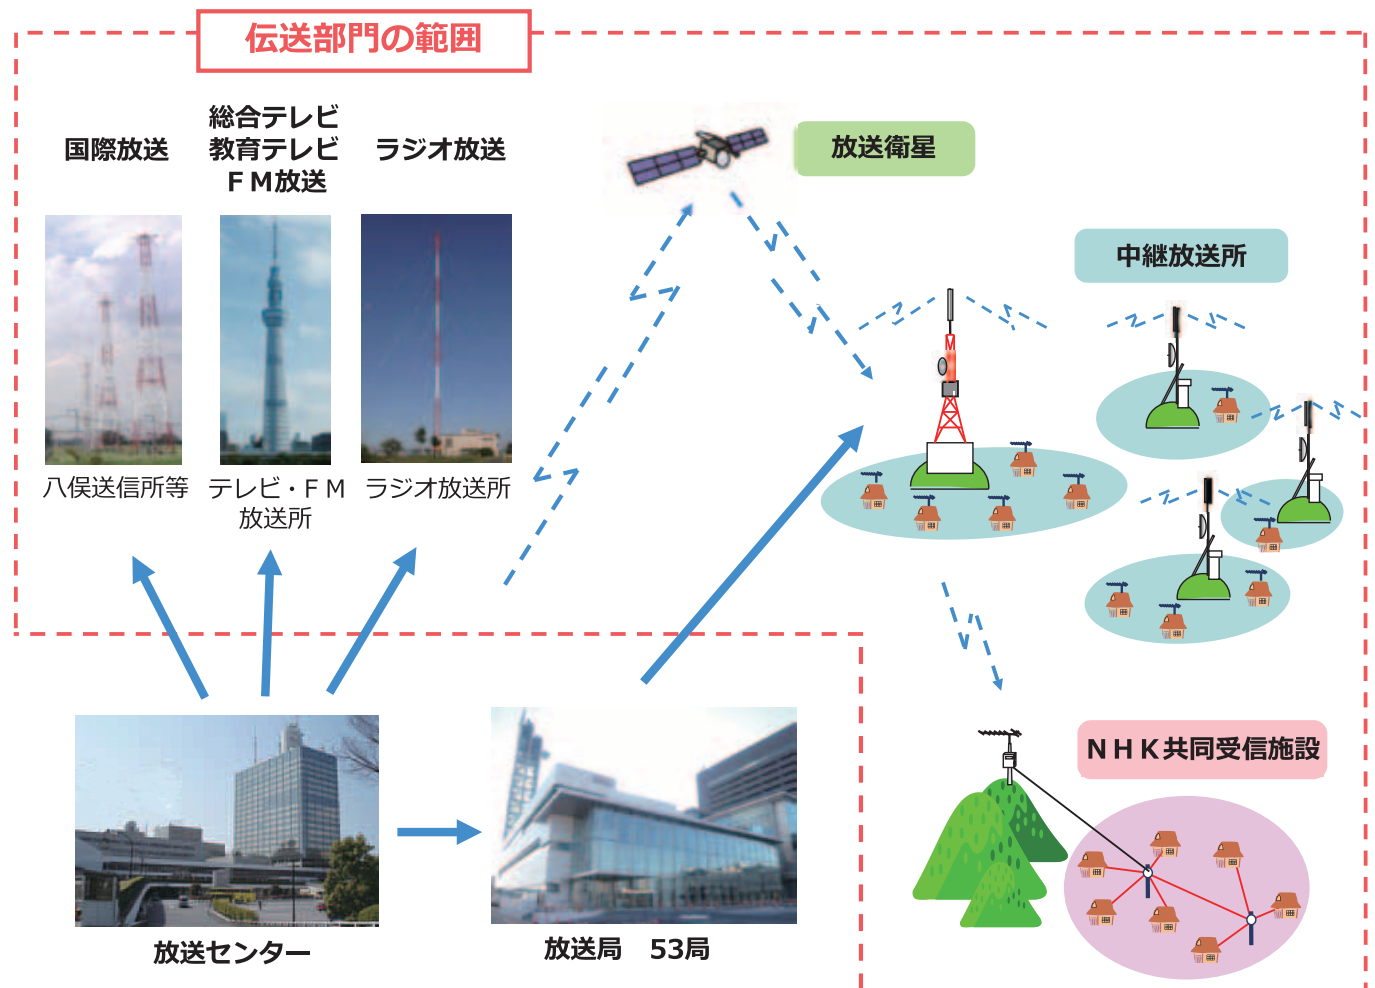 伝送部門の範囲
国際放送
総合テレビ
教育テレビ
ＦＭ放送
ラジオ放送
放送衛星
中継放送所
八俣送信所等
テレビ・ＦＭ
放送所
ラジオ放送所
ＮＨＫ共同受信施設
放送センター
放送局　53局